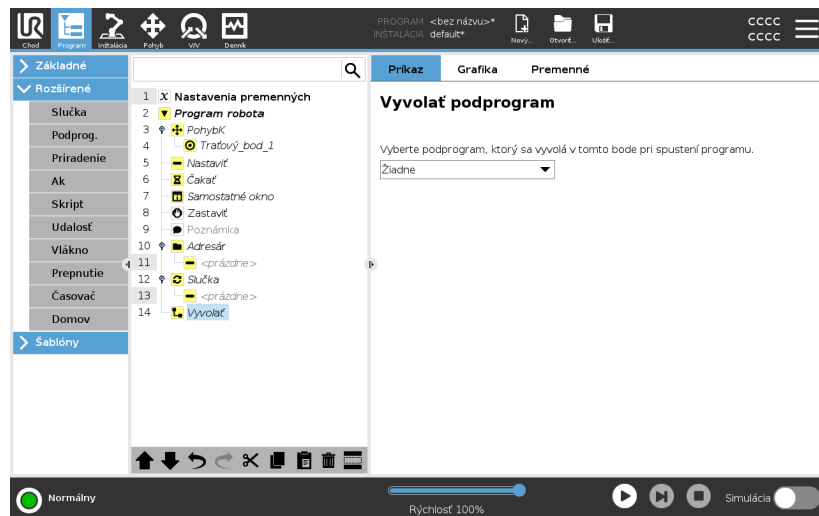 UR
Chod
Program
Inštalácia
Pohyb
V/V
Denník
PROGRAM <bez názvu>*
INŠTALÁCIA default*
Nový...
Otvoriť...
Uložiť...
CCCC
CCCC
Základné
Rozšírené
Slučka
Podprog.
Priradenie
Ak
Skript
Udalosť
Vlákno
Prepnutie
Časovač
Domov
Šablóny
1 X Nastavenia premenných
2 Program robota
3 PohybK
4 Traťový_bod_1
5 Nastaviť
6 Čakať
7 Samostatné okno
8 Zastaviť
9 Poznámka
10 Adresár
11 <prázdne>
12 Slučka
13 <prázdne>
14 Vyvolať
Príkaz
Grafika
Premenné
Vyvolať podprogram
Vyberte podprogram, ktorý sa vyvolá v tomto bode pri spustení programu.
Žiadne
Normálny
Rýchlosť 100%
Simulácia